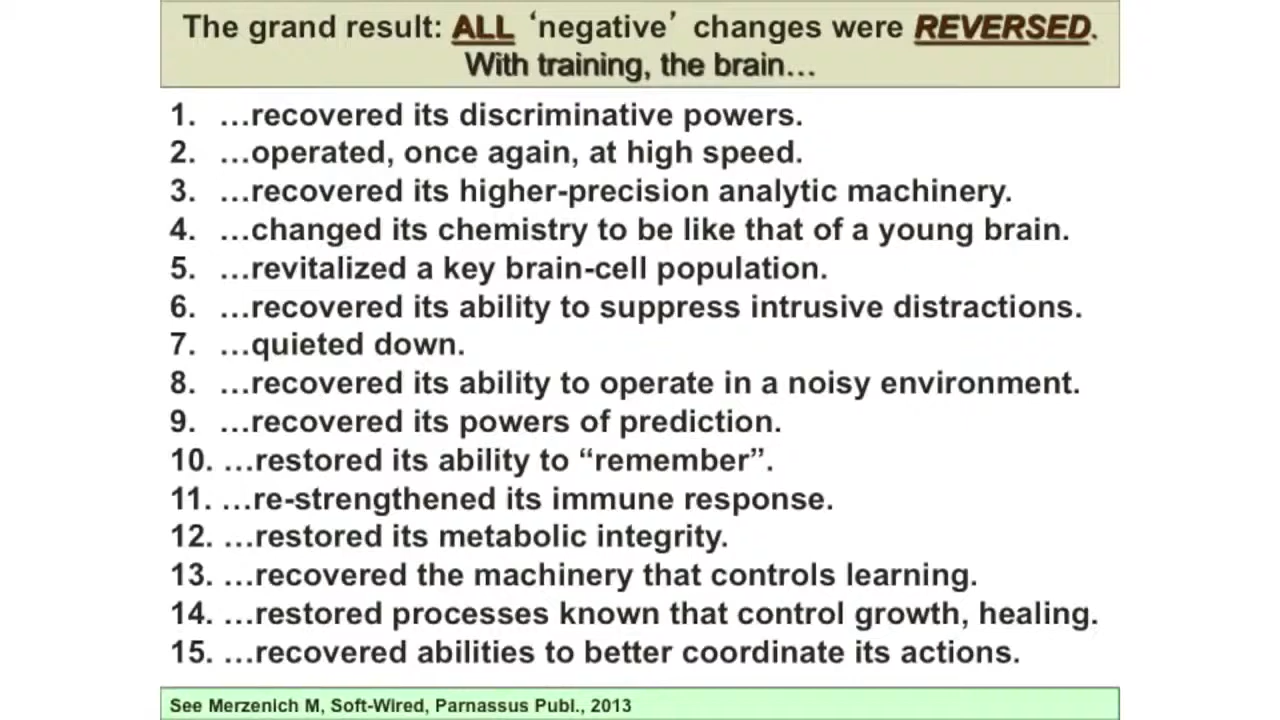 The grand result: ALL ‘negative’ changes were REVERSED.
With training, the brain…
1. …recovered its discriminative powers.
2. …operated, once again, at high speed.
3. …recovered its higher-precision analytic machinery.
4. …changed its chemistry to be like that of a young brain.
5. …revitalized a key brain-cell population.
6. …recovered its ability to suppress intrusive distractions.
7. …quieted down.
8. …recovered its ability to operate in a noisy environment.
9. …recovered its powers of prediction.
10. …restored its ability to “remember”.
11. …re-strengthened its immune response.
12. …restored its metabolic integrity.
13. …recovered the machinery that controls learning.
14. …restored processes known that control growth, healing.
15. …recovered abilities to better coordinate its actions.
See Merzenich M, Soft-Wired, Parnassus Publ., 2013